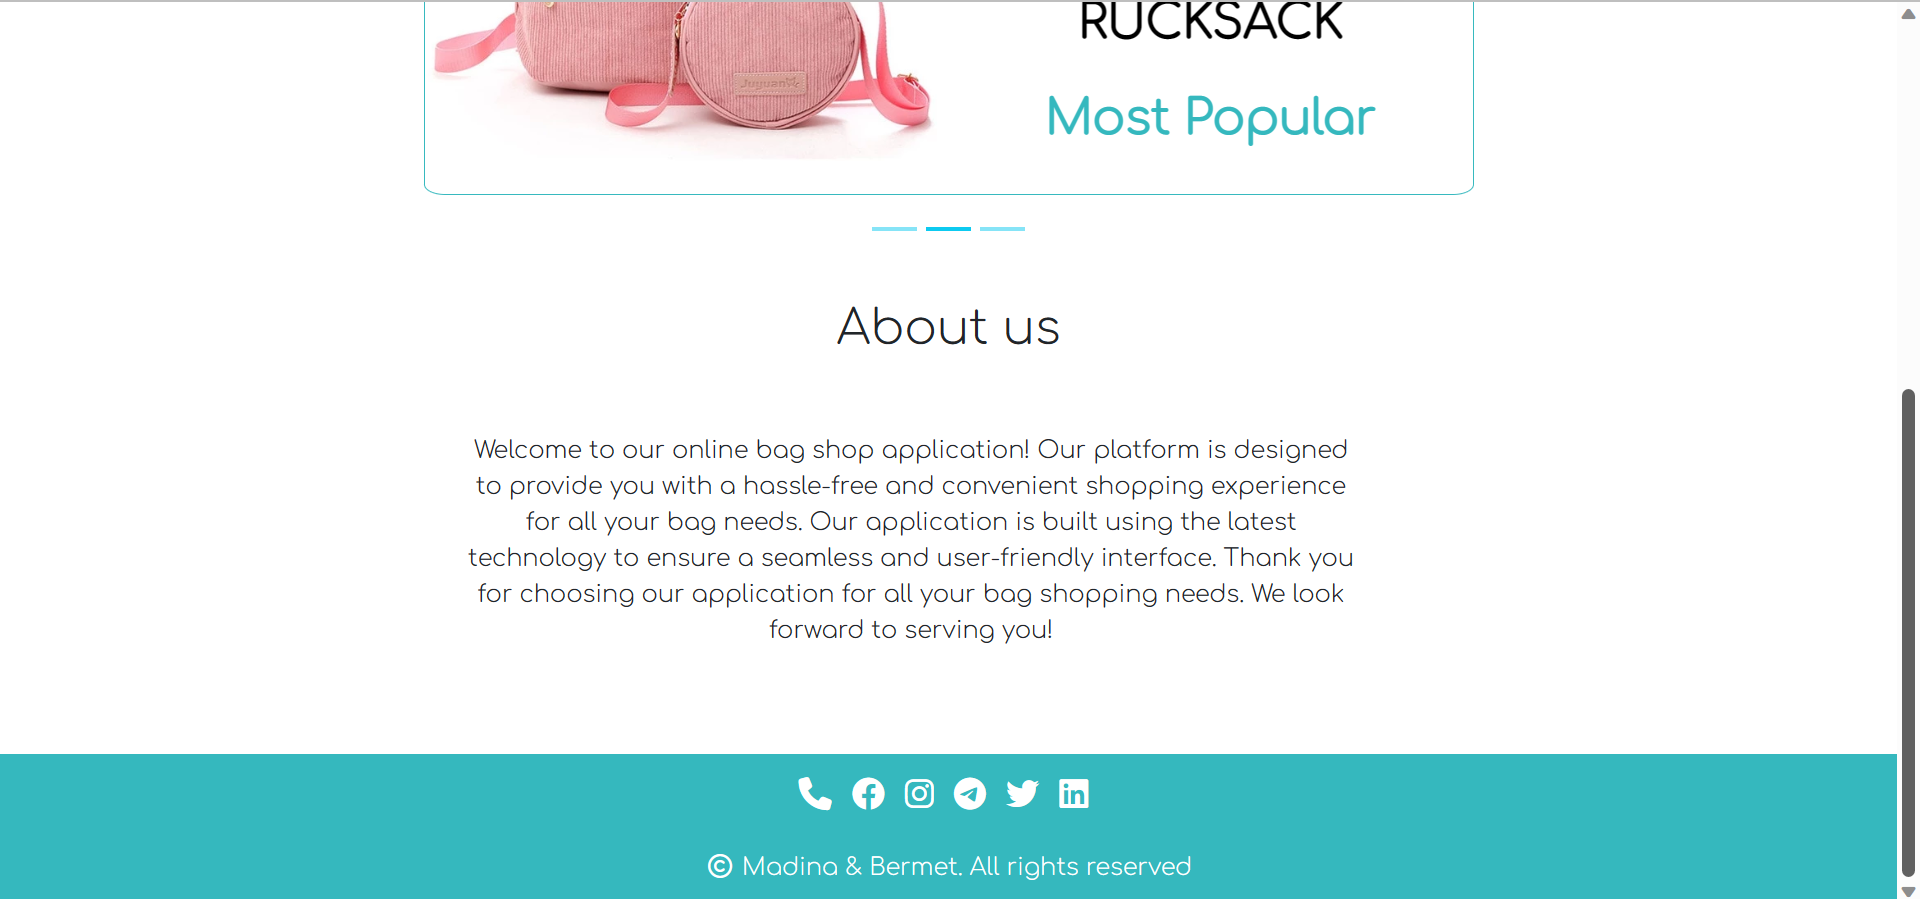 RUCKSACK
Juyuan
Most Popular
About us
Welcome to our online bag shop application! Our platform is designed
to provide you with a hassle-free and convenient shopping experience
for all your bag needs. Our application is built using the latest
technology to ensure a seamless and user-friendly interface. Thank you
for choosing our application for all your bag shopping needs. We look
forward to serving you!
© Madina & Bermet. All rights reserved